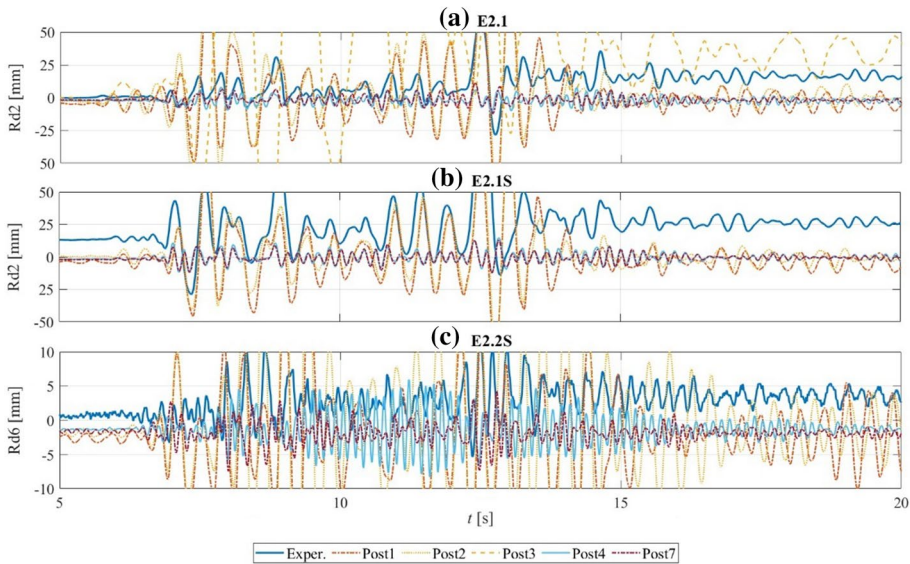 (a) E2.1
50
25
0
-25
50
Rd2 [mm]
(b) E2.1S
50
25
0
25
-50
Rd2 [mm]
(c) E2.2S
10
5
0
-5
-10
Rd6 [mm]
5 10 15 20
t [s]
Exper. Post1 Post2 Post3 Post4 Post7